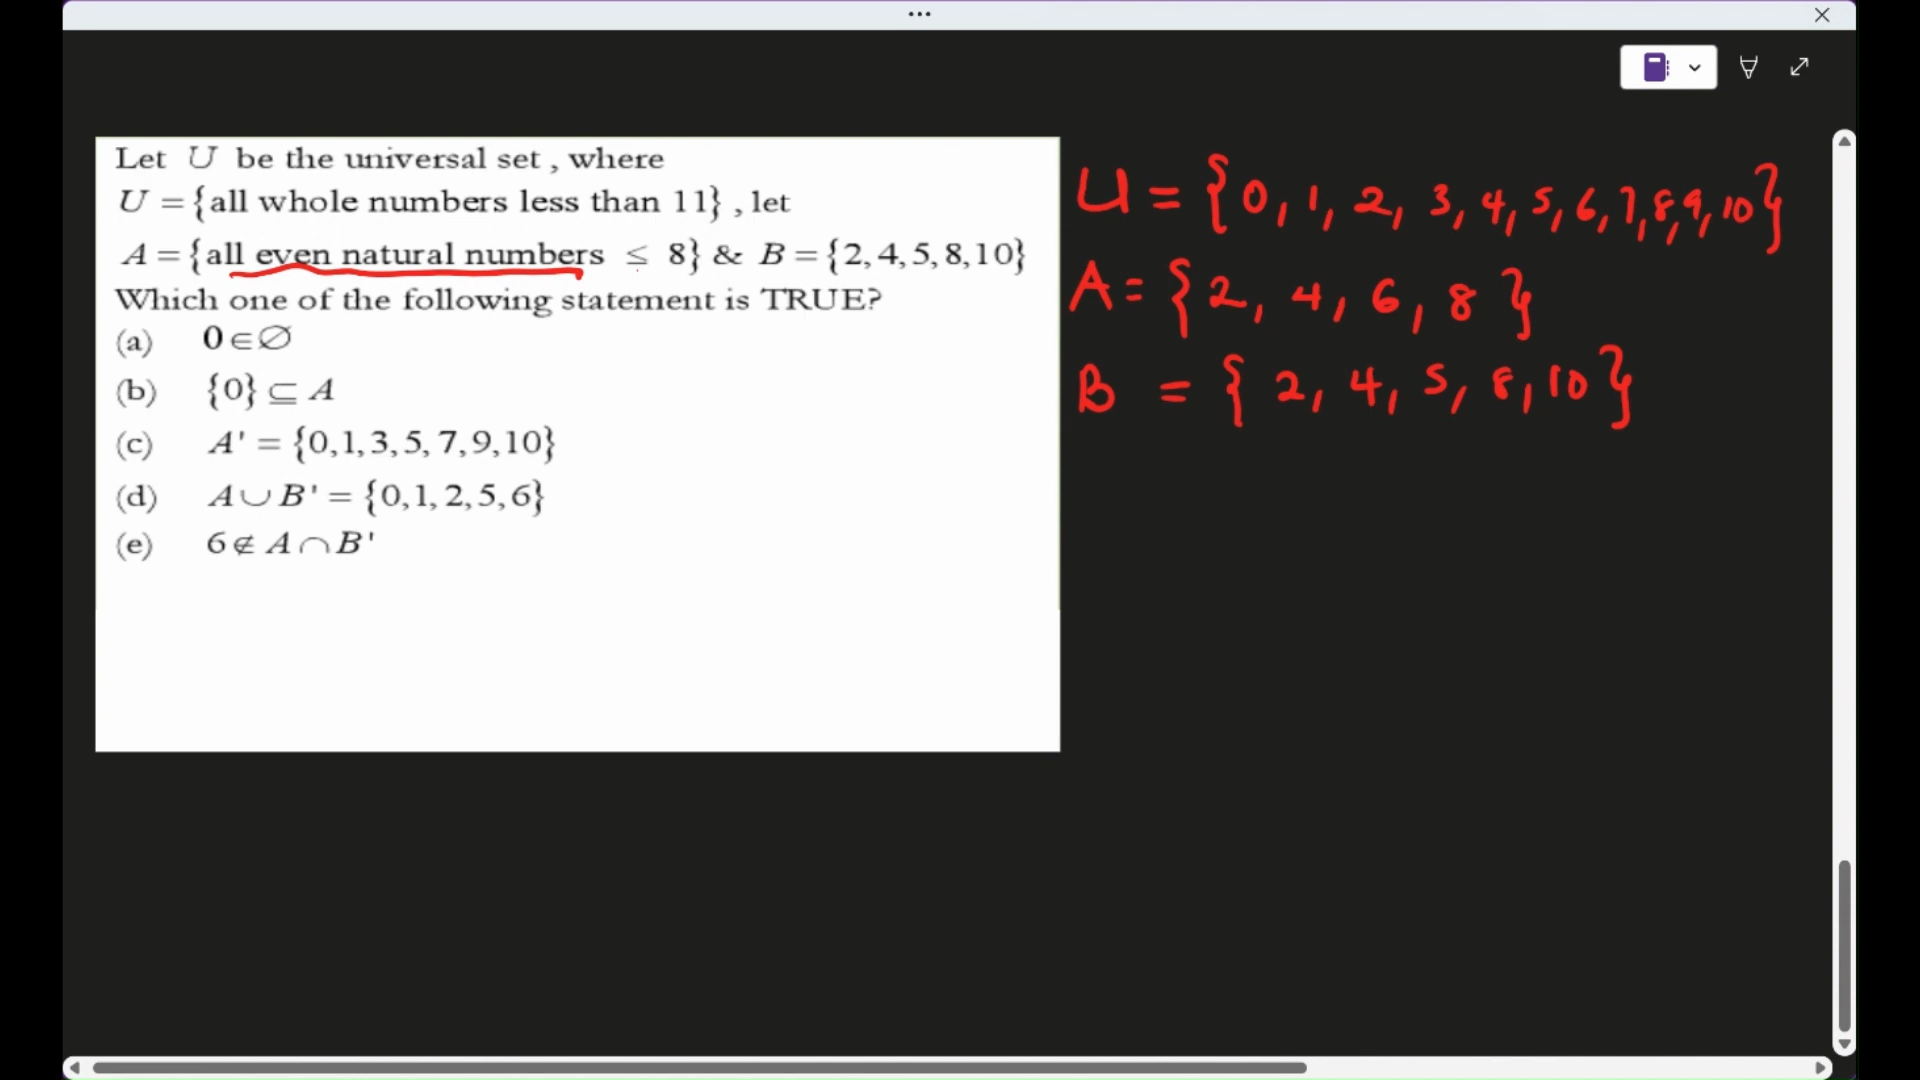 Let U be the universal set , where
U = {all whole numbers less than 11} , let
A = {all even natural numbers ≤ 8} & B = {2, 4, 5, 8, 10}
Which one of the following statement is TRUE?
(a) 0 ∈ ∅
(b) {0} ⊆ A
(c) A' = {0, 1, 3, 5, 7, 9, 10}
(d) A ∪ B' = {0, 1, 2, 5, 6}
(e) 6 ∉ A ∩ B'
U = {0, 1, 2, 3, 4, 5, 6, 7, 8, 9, 10}
A = {2, 4, 6, 8}
B = {2, 4, 5, 8, 10}